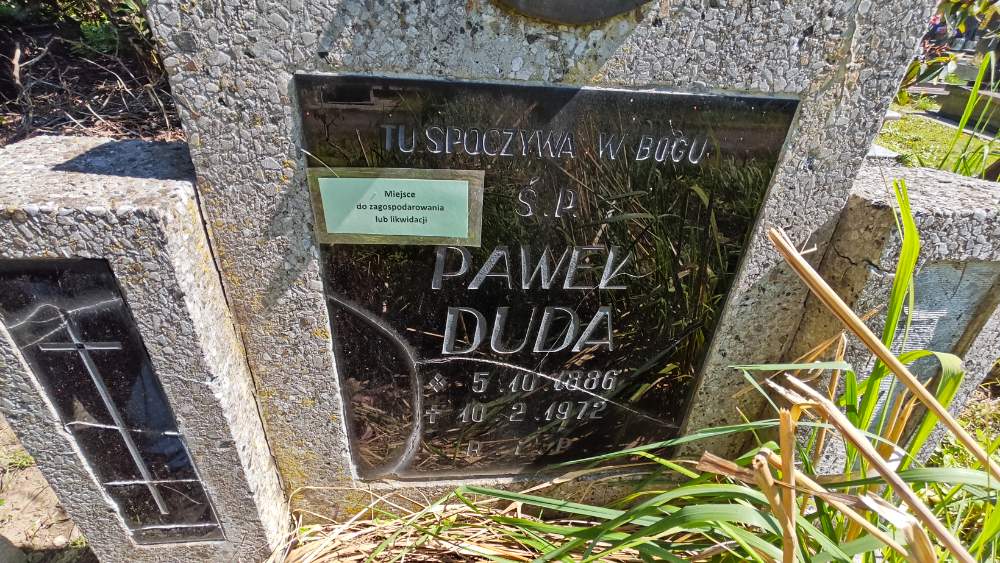 TU SPOCZYWA W BOGU
Ś.P.
Miejsce
do zagospodarowania
lub likwidacji
PAWEŁ
DUDA
5.10.1886
✝ 10.2.1972